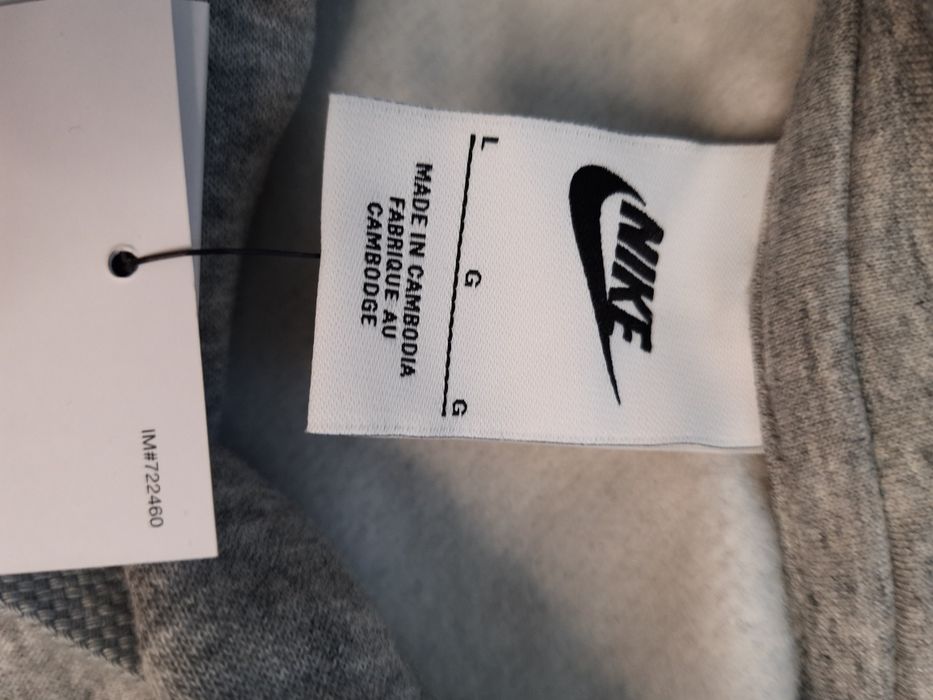 NIKE
L G G
MADE IN CAMBODIA
FABRIQUE AU
CAMBODGE
IM#722460